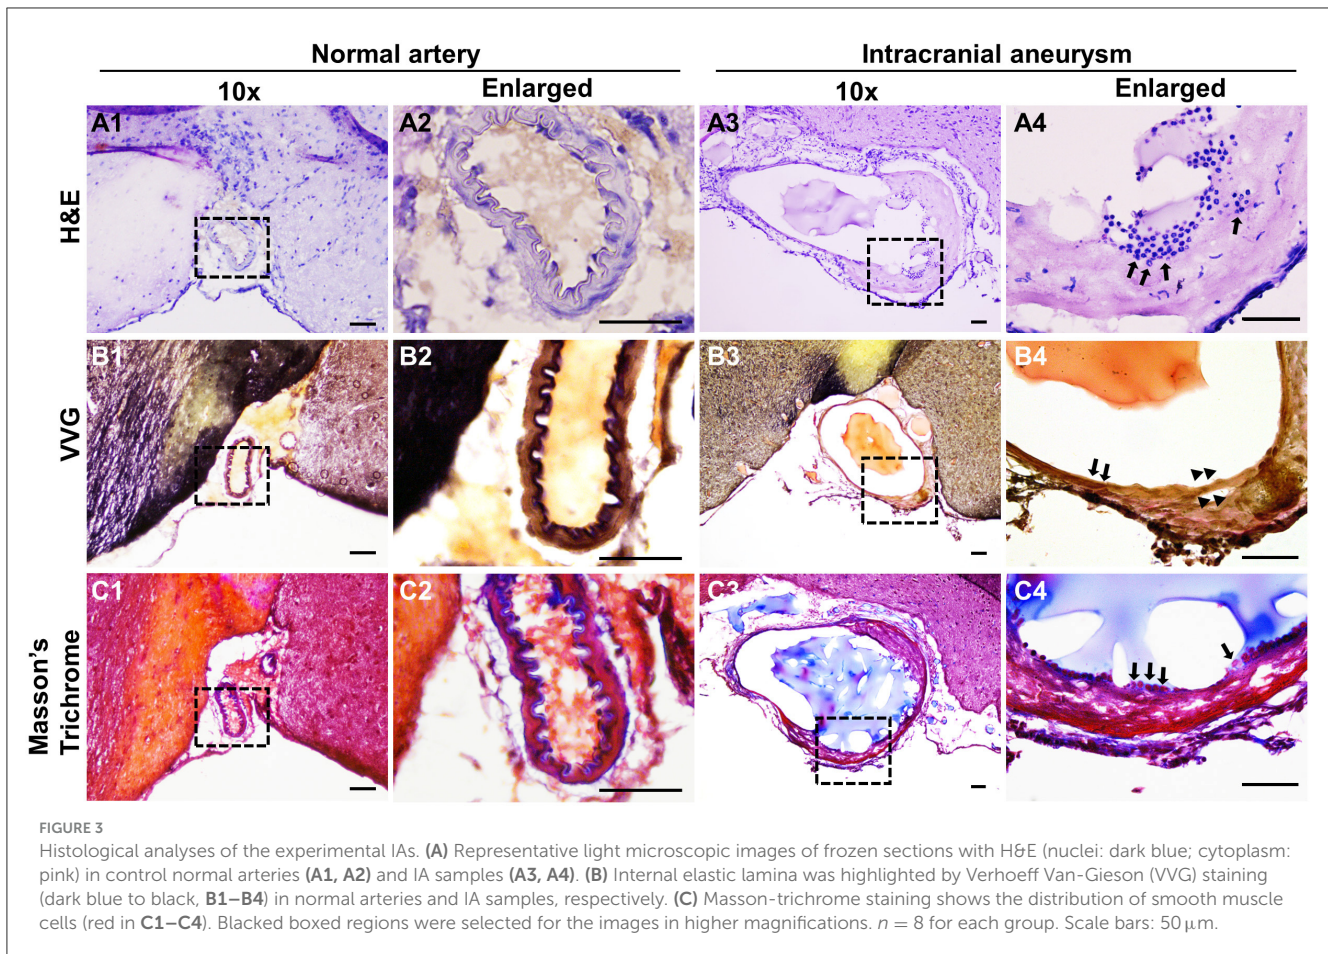 Normal artery Intracranial aneurysm
10x Enlarged 10x Enlarged
H&E
A1 A2 A3 A4
VVG
B1 B2 B3 B4
Masson's
Trichrome
C1 C2 C3 C4
FIGURE 3
Histological analyses of the experimental IAs. (A) Representative light microscopic images of frozen sections with H&E (nuclei: dark blue; cytoplasm:
pink) in control normal arteries (A1, A2) and IA samples (A3, A4). (B) Internal elastic lamina was highlighted by Verhoeff Van-Gieson (VVG) staining
(dark blue to black, B1–B4) in normal arteries and IA samples, respectively. (C) Masson-trichrome staining shows the distribution of smooth muscle
cells (red in C1–C4). Blacked boxed regions were selected for the images in higher magnifications. n = 8 for each group. Scale bars: 50 μm.